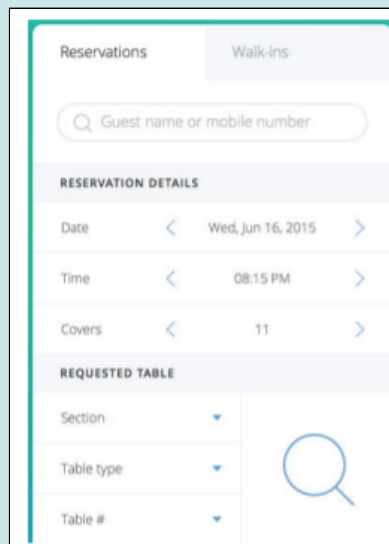 Reservations Walk-ins
Guest name or mobile number
RESERVATION DETAILS
Date Wed, Jun 16, 2015
Time 08:15 PM
Covers 11
REQUESTED TABLE
Section
Table type
Table #